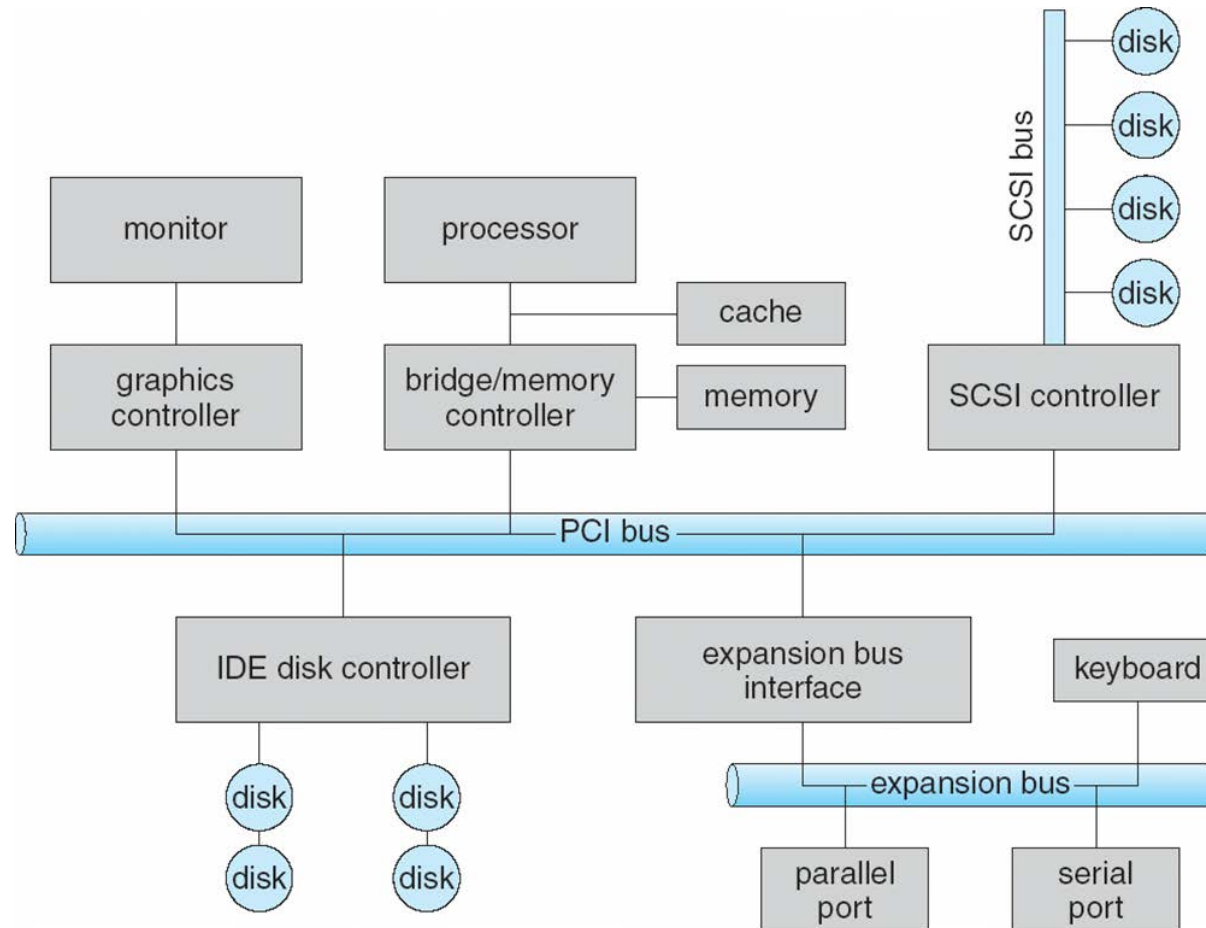 disk
disk
disk
disk
SCSI bus
monitor
processor
cache
graphics
controller
bridge/memory
controller
memory
SCSI controller
PCI bus
IDE disk controller
expansion bus
interface
keyboard
disk
disk
disk
disk
expansion bus
parallel
port
serial
port